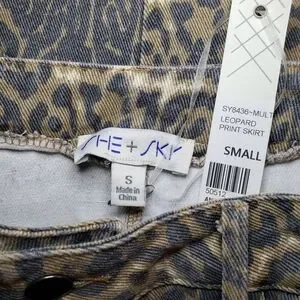 SHE + SKY
S
Made in
China
SY8436~MULT
LEOPARD
PRINT SKIRT
SMALL
50512